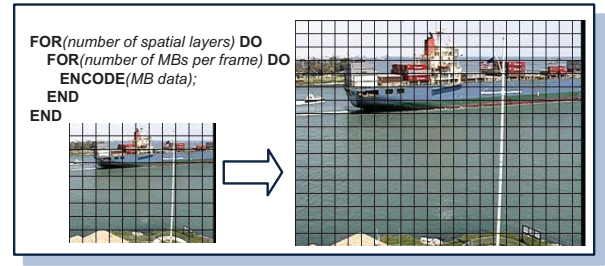 FOR(number of spatial layers) DO
FOR(number of MBs per frame) DO
ENCODE(MB data);
END
END